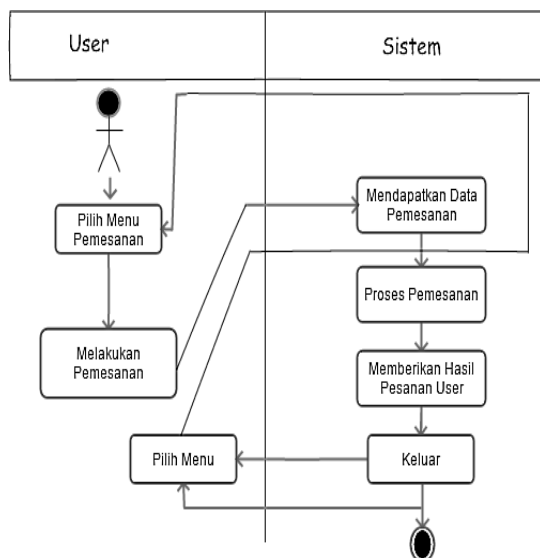 User
Sistem
Pilih Menu
Pemesanan
Mendapatkan Data
Pemesanan
Melakukan
Pemesanan
Proses Pemesanan
Memberikan Hasil
Pesanan User
Pilih Menu
Keluar